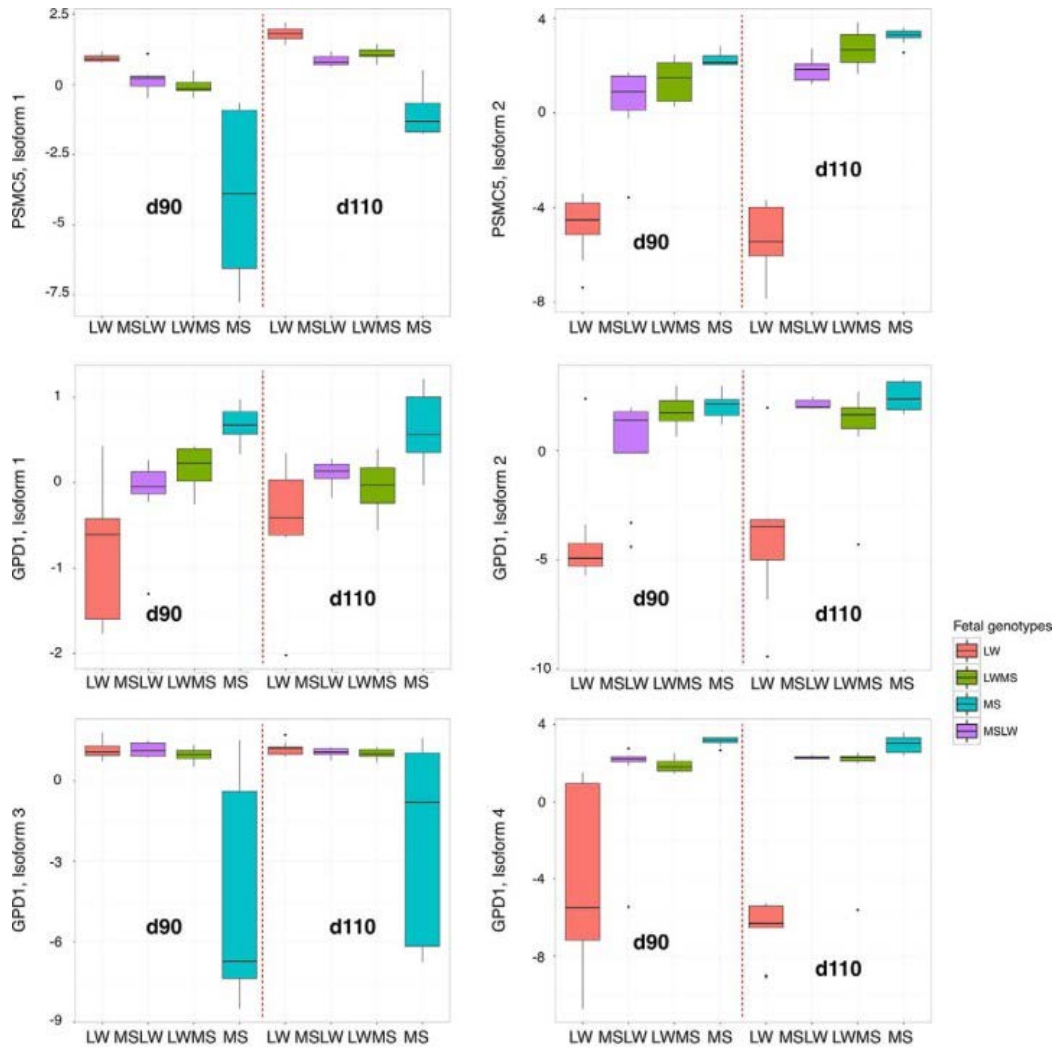 PSMC5, Isoform 1
2.5
0
-2.5
-5
-7.5
d90
d110
LW MSLW LWMS MS LW MSLW LWMS MS
PSMC5, Isoform 2
4
0
-4
-8
d90
d110
LW MSLW LWMS MS LW MSLW LWMS MS
GPD1, Isoform 1
1
0
-1
-2
d90
d110
LW MSLW LWMS MS LW MSLW LWMS MS
GPD1, Isoform 2
0
-5
-10
d90
d110
LW MSLW LWMS MS LW MSLW LWMS MS
Fetal genotypes
LW
LWMS
MS
MSLW
GPD1, Isoform 3
0
-3
-6
-9
d90
d110
LW MSLW LWMS MS LW MSLW LWMS MS
GPD1, Isoform 4
4
0
-4
-8
d90
d110
LW MSLW LWMS MS LW MSLW LWMS MS